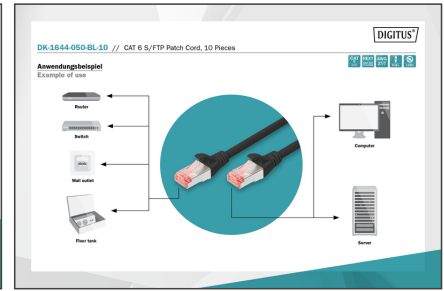 DIGITUS®
DK-1644-050-BL-10 // CAT 6 S/FTP Patch Cord, 10 Pieces
Anwendungsbeispiel
Example of use
Router
Switch
Wall outlet
Floor tank
Computer
Server